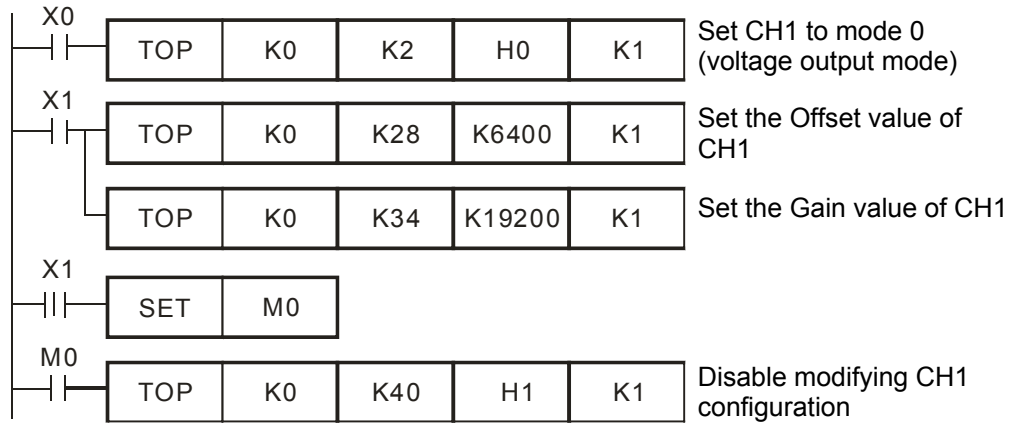 X0
TOP K0 K2 H0 K1
Set CH1 to mode 0
(voltage output mode)
X1
TOP K0 K28 K6400 K1
Set the Offset value of
CH1
TOP K0 K34 K19200 K1
Set the Gain value of CH1
X1
SET M0
M0
TOP K0 K40 H1 K1
Disable modifying CH1
configuration